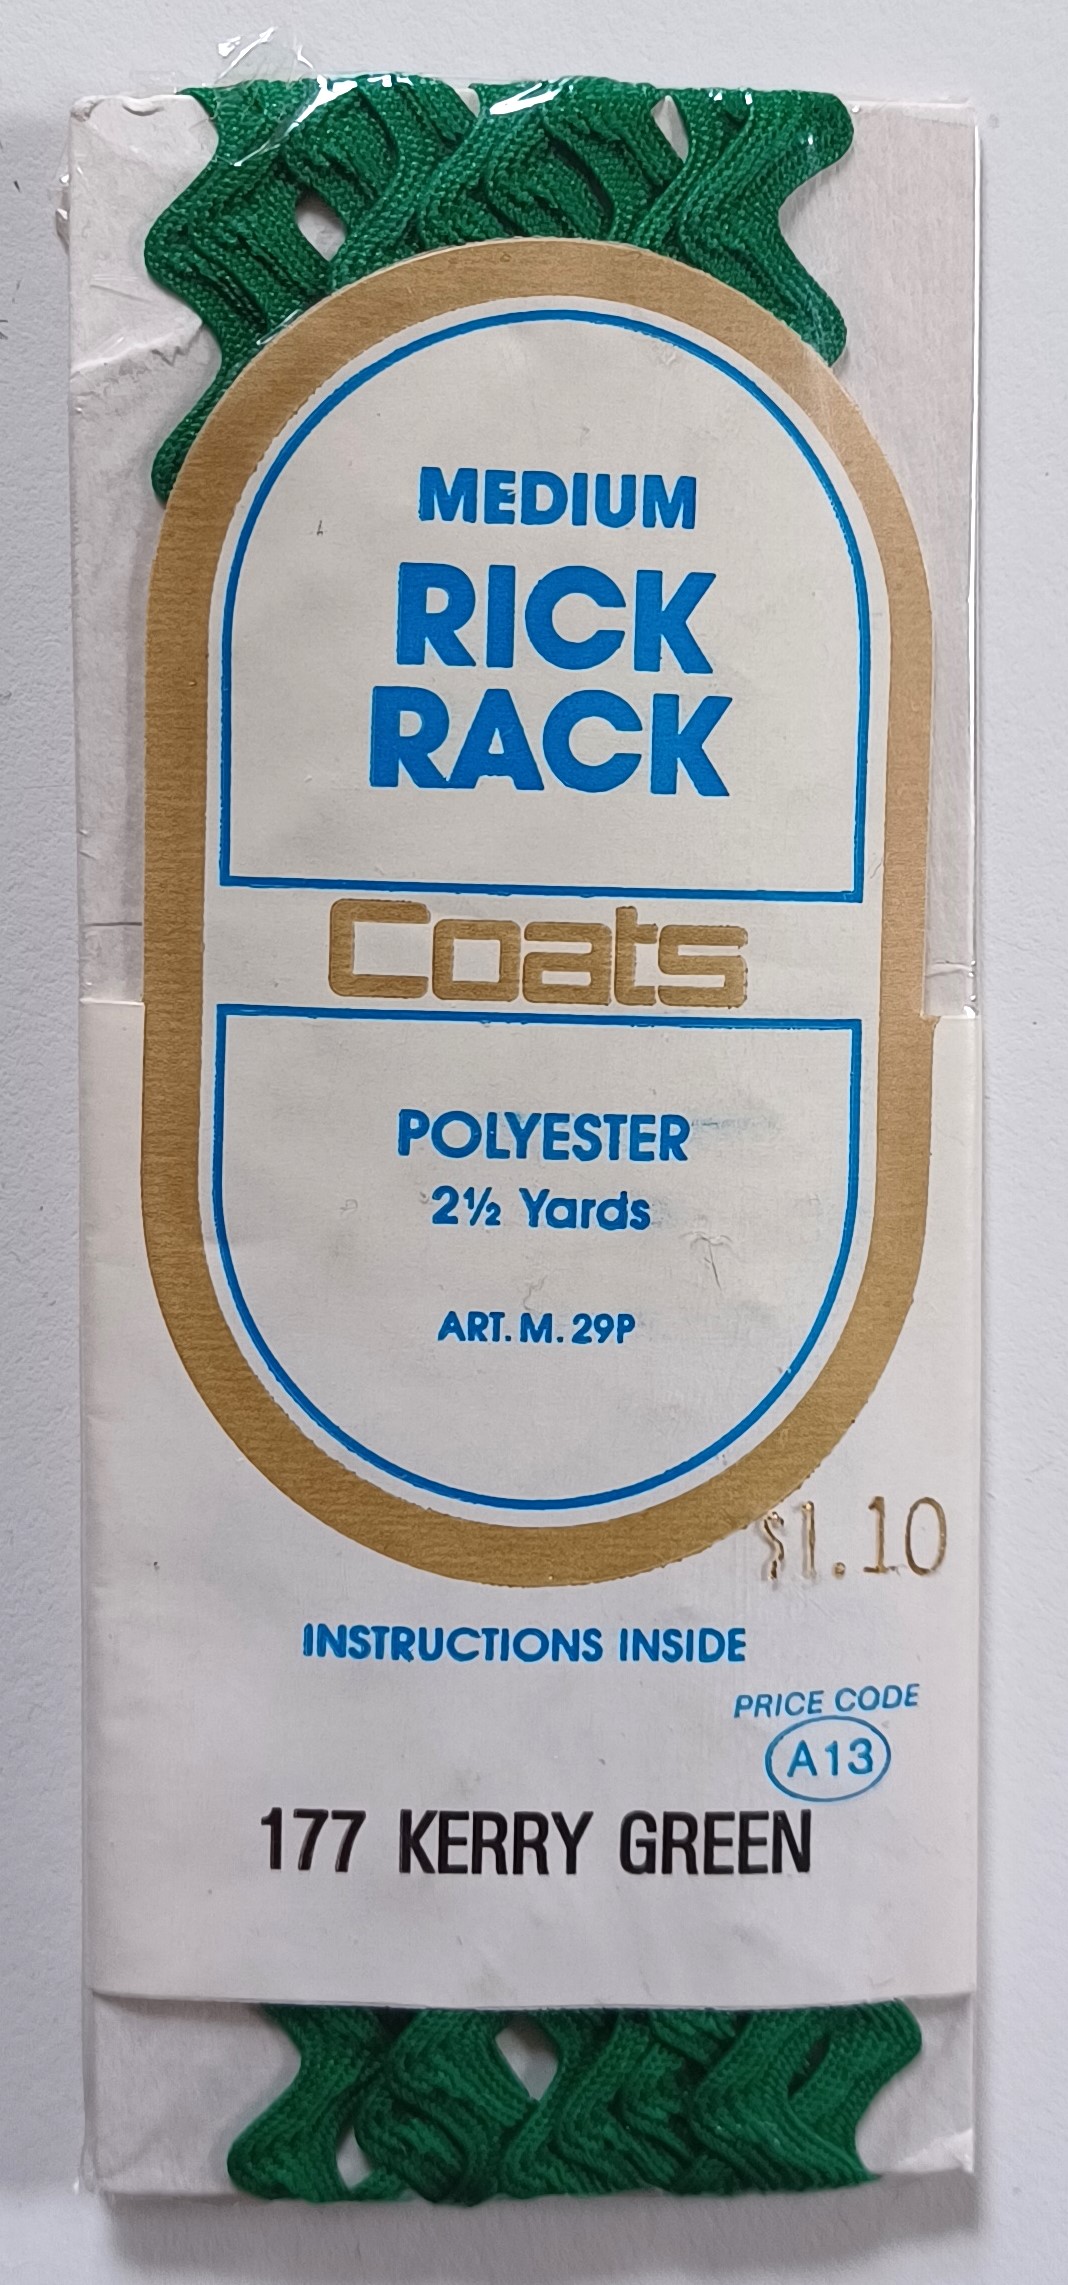 MEDIUM
RICK
RACK
Coats
POLYESTER
2½ Yards
ART. M. 29P
$1.10
INSTRUCTIONS INSIDE
PRICE CODE
A13
177 KERRY GREEN